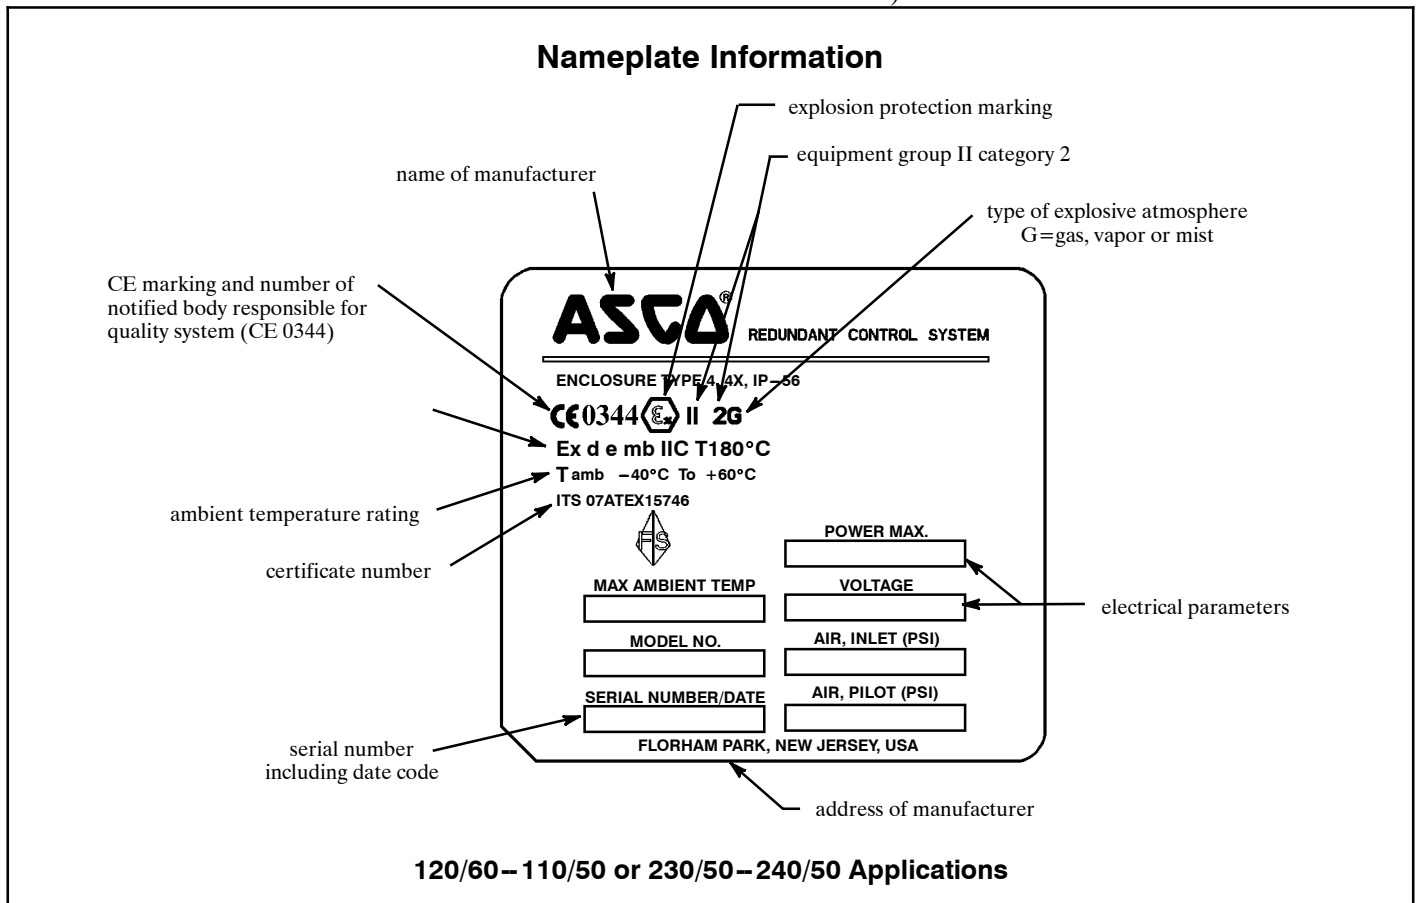 Nameplate Information
explosion protection marking
equipment group II category 2
name of manufacturer
type of explosive atmosphere
G=gas, vapor or mist
CE marking and number of
notified body responsible for
quality system (CE 0344)
ASCO®
REDUNDANT CONTROL SYSTEM
ENCLOSURE TYPE 4, 4X, IP-56
CE 0344 Ex II 2G
Ex d e mb IIC T180°C
T amb -40°C To +60°C
ambient temperature rating
ITS 07ATEX15746
FS
certificate number
POWER MAX.
MAX AMBIENT TEMP
VOLTAGE
electrical parameters
MODEL NO.
AIR, INLET (PSI)
SERIAL NUMBER/DATE
AIR, PILOT (PSI)
serial number
including date code
FLORHAM PARK, NEW JERSEY, USA
address of manufacturer
120/60--110/50 or 230/50--240/50 Applications